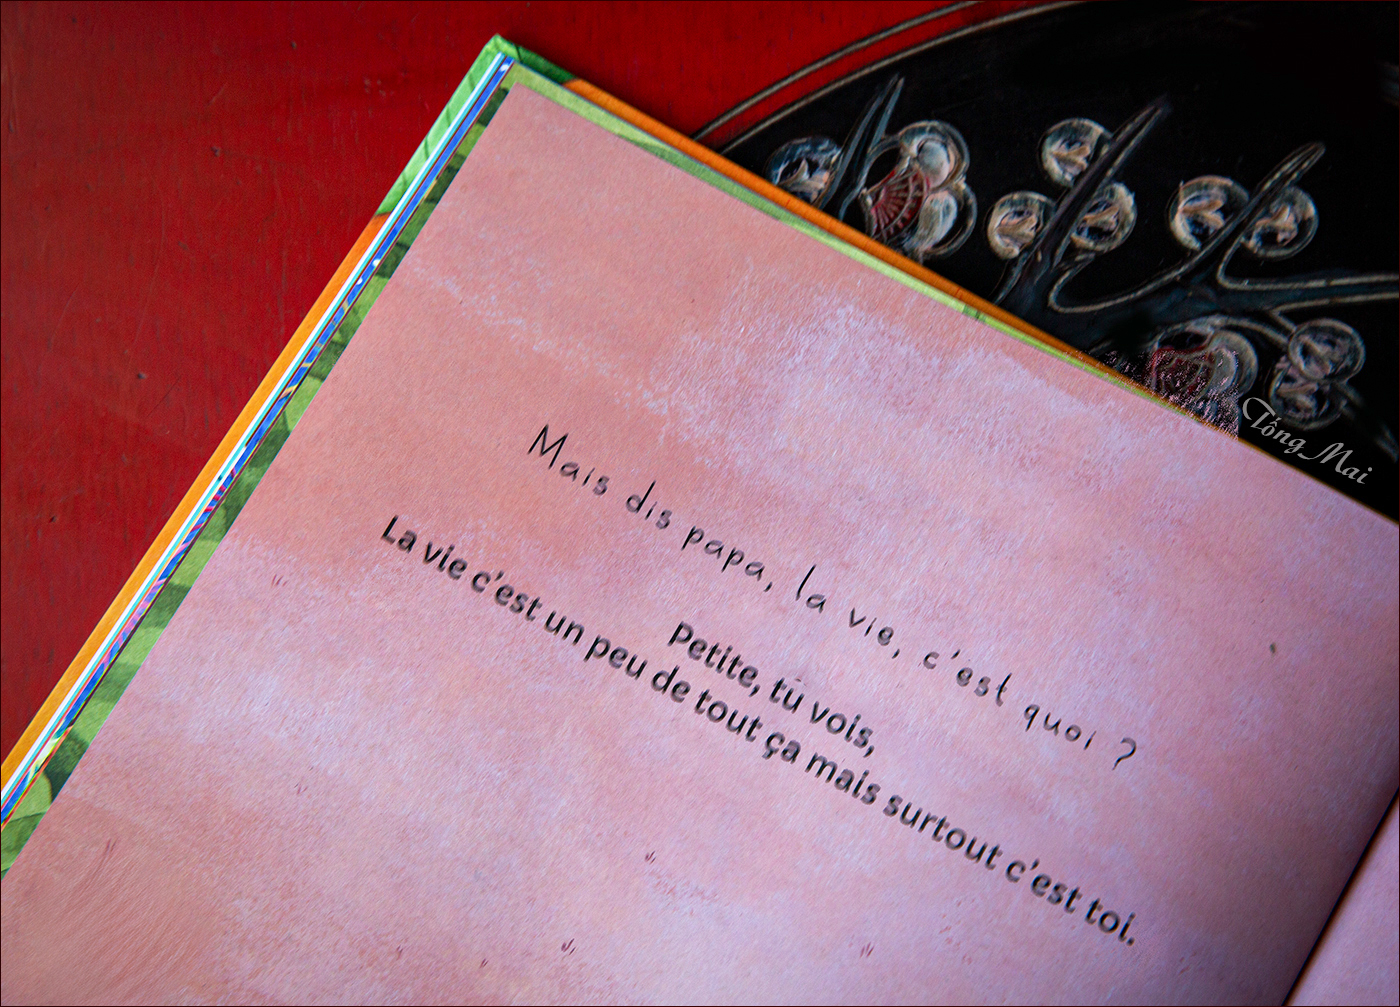 Mais dis papa, la vie, c'est quoi ?
Petite, tu vois,
La vie c'est un peu de tout ça mais surtout c'est toi.
Tống Mai